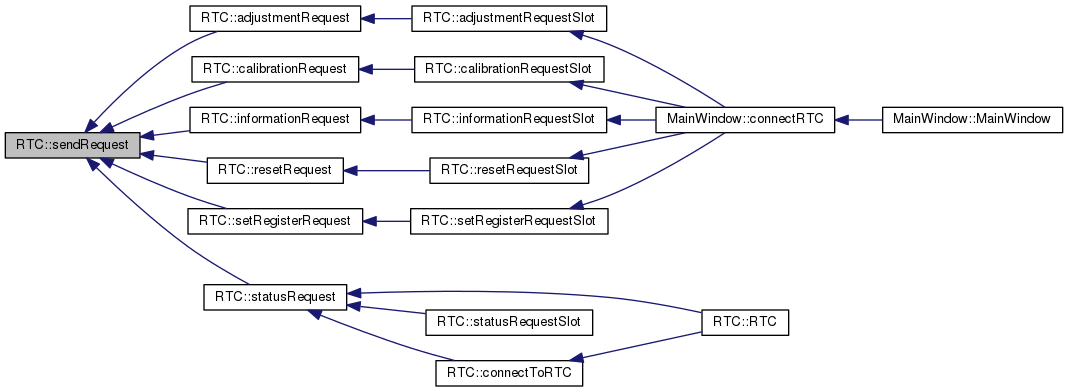 RTC::adjustmentRequest
RTC::adjustmentRequestSlot
RTC::calibrationRequest
RTC::calibrationRequestSlot
RTC::informationRequest
RTC::informationRequestSlot
MainWindow::connectRTC
MainWindow::MainWindow
RTC::sendRequest
RTC::resetRequest
RTC::resetRequestSlot
RTC::setRegisterRequest
RTC::setRegisterRequestSlot
RTC::statusRequest
RTC::statusRequestSlot
RTC::RTC
RTC::connectToRTC